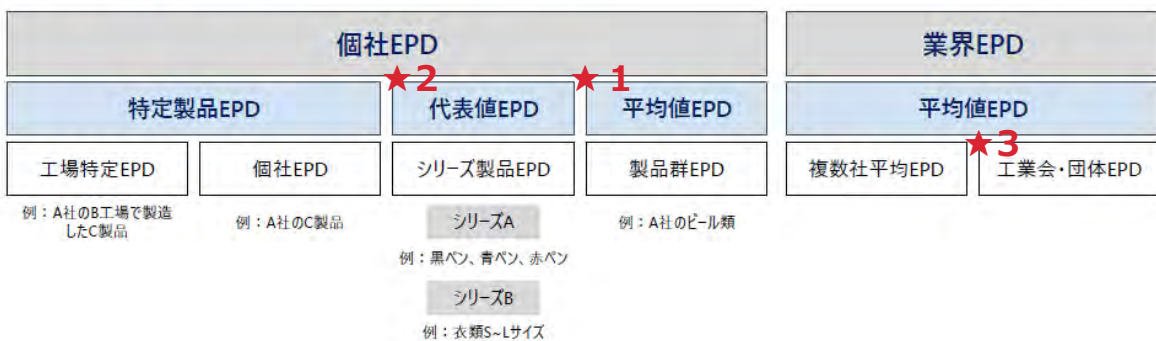 個社EPD
業界EPD
★2
★1
特定製品EPD
代表値EPD
平均値EPD
平均値EPD
★3
工場特定EPD
個社EPD
シリーズ製品EPD
製品群EPD
複数社平均EPD
工業会・団体EPD
例：A社のB工場で製造
したC製品
例：A社のC製品
シリーズA
例：A社のビール類
例：黒ペン、青ペン、赤ペン
シリーズB
例：衣類S~Lサイズ